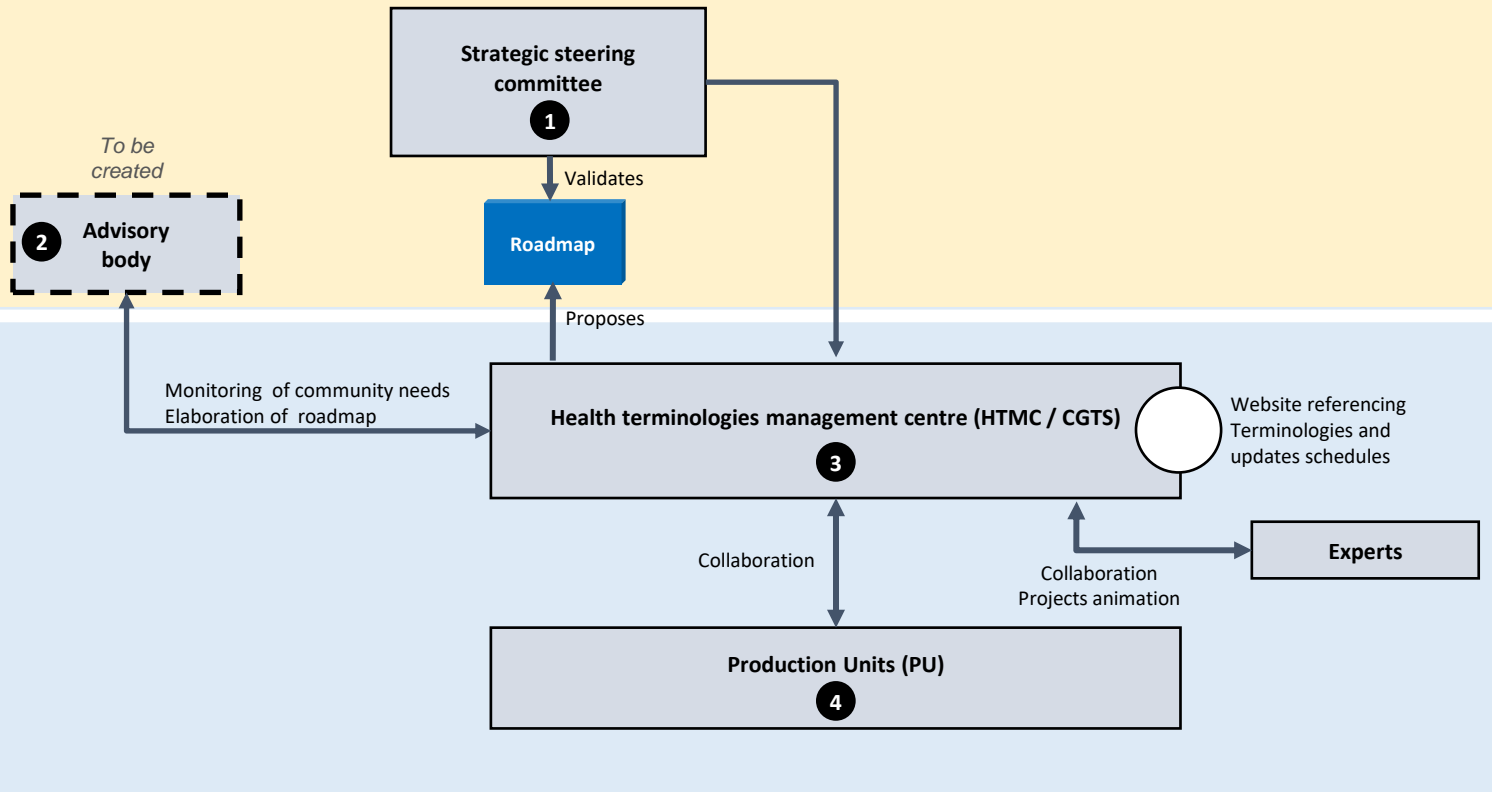 Strategic steering
committee
1
To be
created
Validates
2
Advisory
body
Roadmap
Proposes
Monitoring  of community needs
Elaboration of roadmap
Health terminologies management centre (HTMC / CGTS)
3
Website referencing
Terminologies and
updates schedules
Collaboration
Experts
Collaboration
Projects animation
Production Units (PU)
4